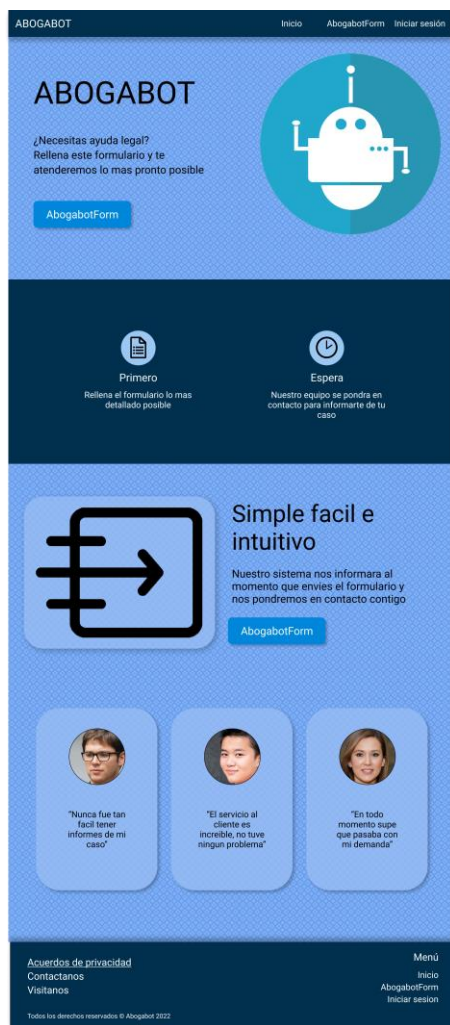 ABOGABOT
Inicio
AbogabotForm
Iniciar sesión
ABOGABOT
¿Necesitas ayuda legal?
Rellena este formulario y te
atenderemos lo mas pronto posible
AbogabotForm
Primero
Rellena el formulario lo mas
detallado posible
Espera
Nuestro equipo se pondra en
contacto para informarte de tu
caso
Simple facil e
intuitivo
Nuestro sistema nos informara al
momento que envies el formulario y
nos pondremos en contacto contigo
AbogabotForm
"Nunca fue tan
facil tener
informes de mi
caso"
"El servicio al
cliente es
increible, no tuve
ningun problema"
"En todo
momento supe
que pasaba con
mi demanda"
Acuerdos de privacidad
Contactanos
Visitanos
Todos los derechos reservados © Abogabot 2022
Menú
Inicio
AbogabotForm
Iniciar sesion